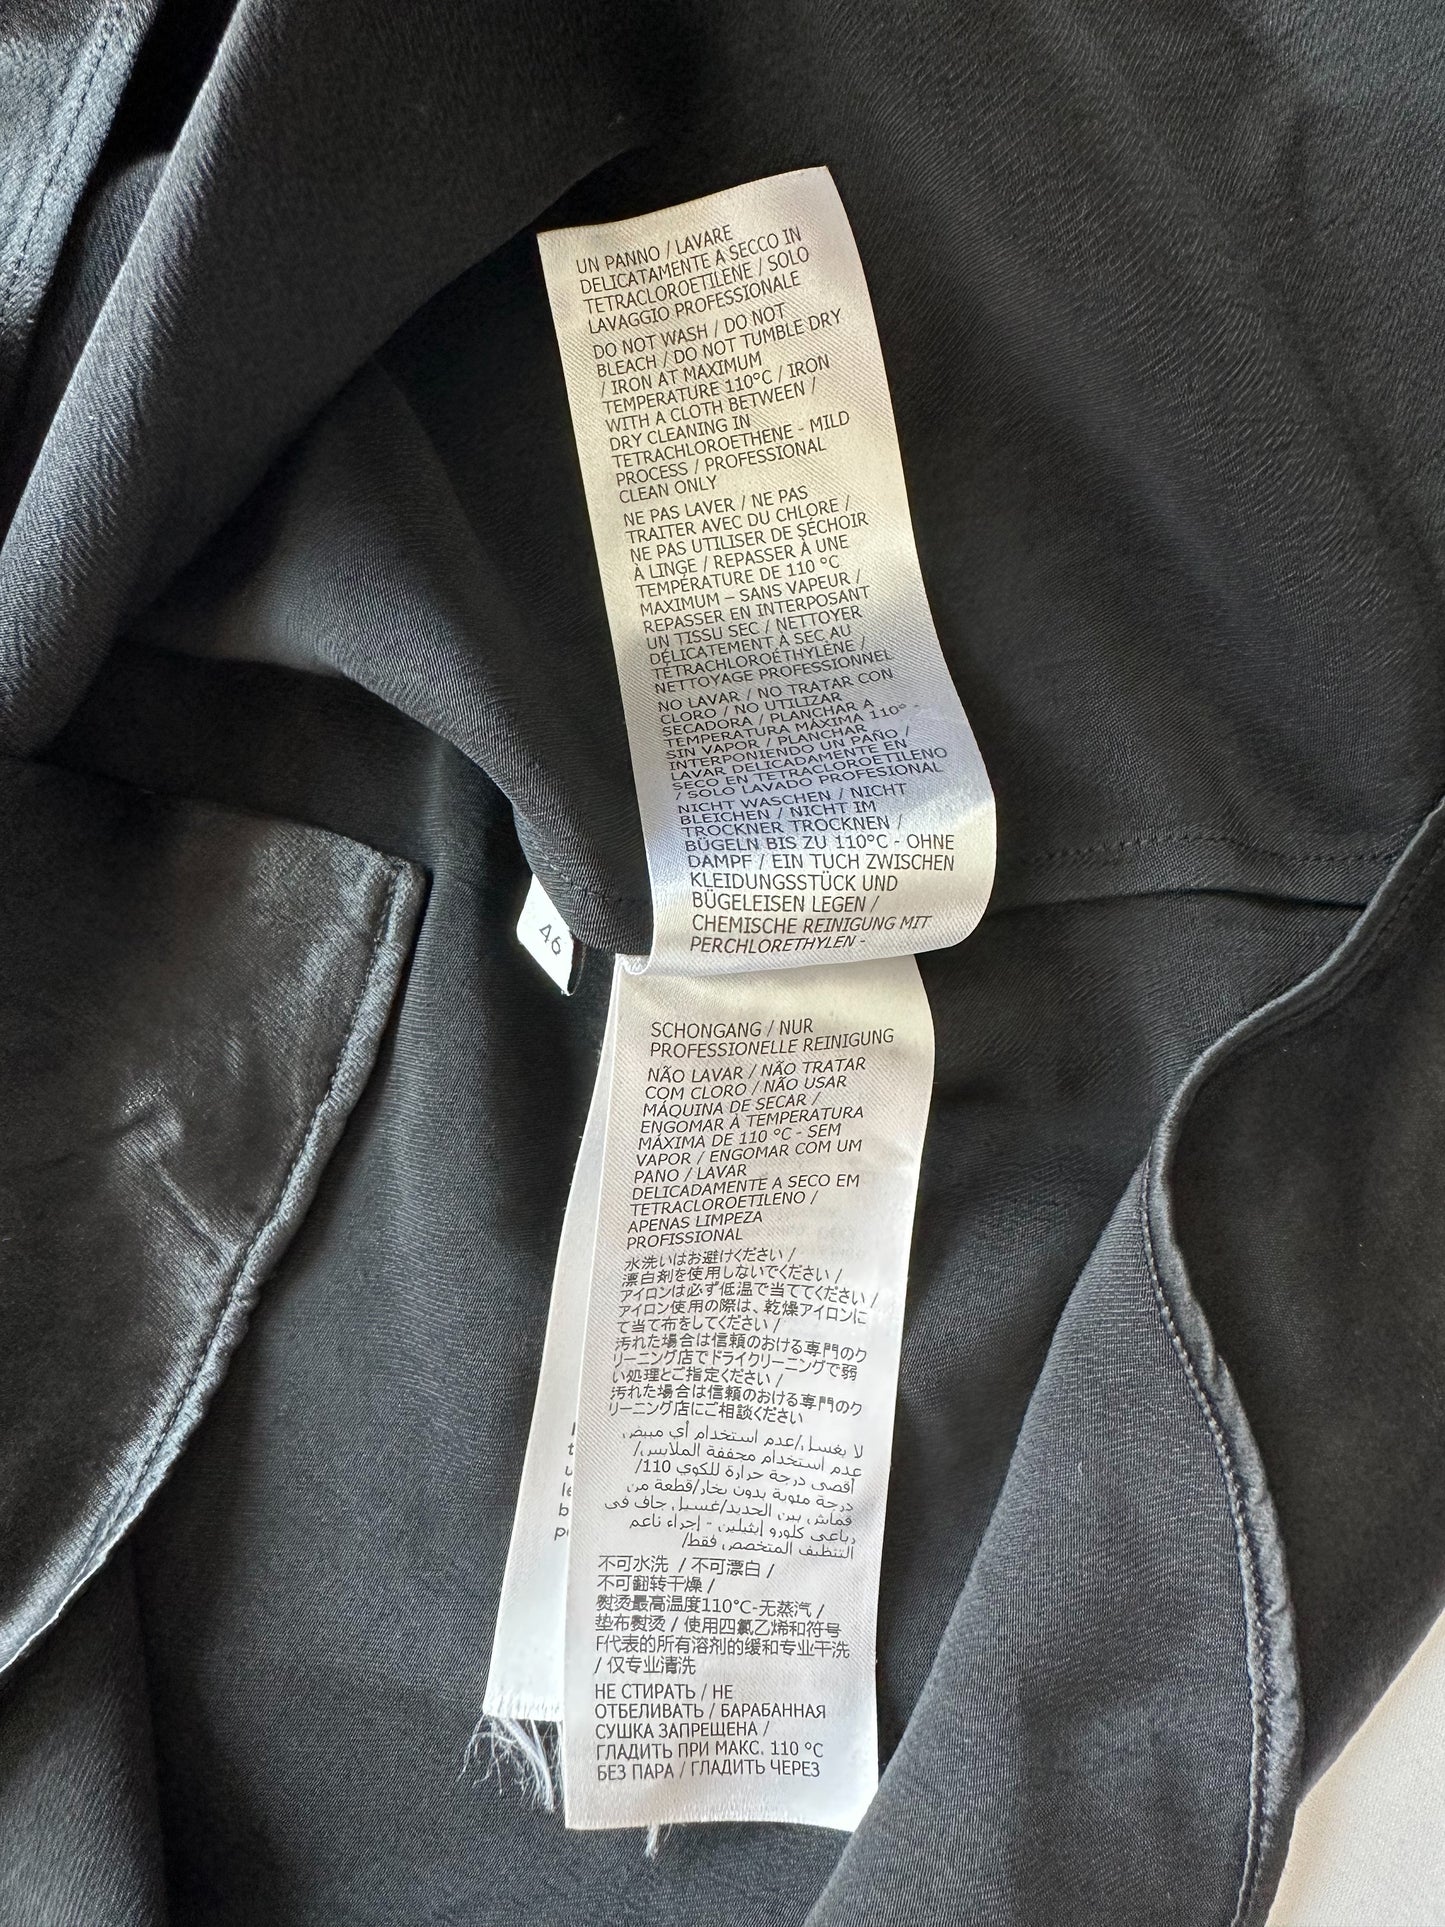 UN PANNO / LAVARE
DELICATAMENTE A SECCO IN
TETRACLOROETILENE / SOLO
LAVAGGIO PROFESSIONALE
DO NOT WASH / DO NOT
BLEACH / DO NOT TUMBLE DRY
/ IRON AT MAXIMUM
TEMPERATURE 110°C / IRON
WITH A CLOTH BETWEEN /
DRY CLEANING IN
TETRACHLOROETHENE - MILD
PROCESS / PROFESSIONAL
CLEAN ONLY
NE PAS LAVER / NE PAS
TRAITER AVEC DU CHLORE /
NE PAS UTILISER DE SÉCHOIR
À LINGE / REPASSER À UNE
TEMPÉRATURE DE 110 °C
MAXIMUM – SANS VAPEUR /
REPASSER EN INTERPOSANT
UN TISSU SEC / NETTOYER
DÉLICATEMENT À SEC AU
TÉTRACHLOROÉTHYLÈNE /
NETTOYAGE PROFESSIONNEL
NO LAVAR / NO TRATAR CON
CLORO / NO UTILIZAR
SECADORA / PLANCHAR A
TEMPERATURA MÁXIMA 110° -
SIN VAPOR / PLANCHAR
INTERPONIENDO UN PAÑO /
LAVAR DELICADAMENTE EN
SECO EN TETRACLOROETILENO
/ SOLO LAVADO PROFESIONAL
NICHT WASCHEN / NICHT
BLEICHEN / NICHT IM
TROCKNER TROCKNEN /
BÜGELN BIS ZU 110°C - OHNE
DAMPF / EIN TUCH ZWISCHEN
KLEIDUNGSSTÜCK UND
BÜGELEISEN LEGEN /
CHEMISCHE REINIGUNG MIT
PERCHLORETHYLEN -
46
SCHONGANG / NUR
PROFESSIONELLE REINIGUNG
NÃO LAVAR / NÃO TRATAR
COM CLORO / NÃO USAR
MÁQUINA DE SECAR /
ENGOMAR À TEMPERATURA
MÁXIMA DE 110 °C - SEM
VAPOR / ENGOMAR COM UM
PANO / LAVAR
DELICADAMENTE A SECO EM
TETRACLOROETILENO /
APENAS LIMPEZA
PROFISSIONAL
水洗いはお避けください /
漂白剤を使用しないでください /
アイロンは必ず低温で当ててください /
アイロン使用の際は、乾燥アイロンに
て当て布をしてください /
汚れた場合は信頼のおける専門のク
リーニング店でドライクリーニングで弱
い処理とご指定ください /
汚れた場合は信頼のおける専門のク
リーニング店にご相談ください
لا يغسل/عدم استخدام أي مبيض
عدم استخدام مجففة الملابس/
أقصى درجة حرارة للكوي 110/
درجة مئوية بدون بخار/قطعة من
قماش بين الحديد/غسيل جاف في
رباعي كلورو إيثيلين - إجراء ناعم
التنظيف المتخصص فقط/
不可水洗 / 不可漂白 /
不可翻转干燥 /
熨烫最高温度110°C-无蒸汽 /
垫布熨烫 / 使用四氯乙烯和符号
F代表的所有溶剂的缓和专业干洗
/ 仅专业清洗
НЕ СТИРАТЬ / НЕ
ОТБЕЛИВАТЬ / БАРАБАННАЯ
СУШКА ЗАПРЕЩЕНА /
ГЛАДИТЬ ПРИ МАКС. 110 °C
БЕЗ ПАРА / ГЛАДИТЬ ЧЕРЕЗ